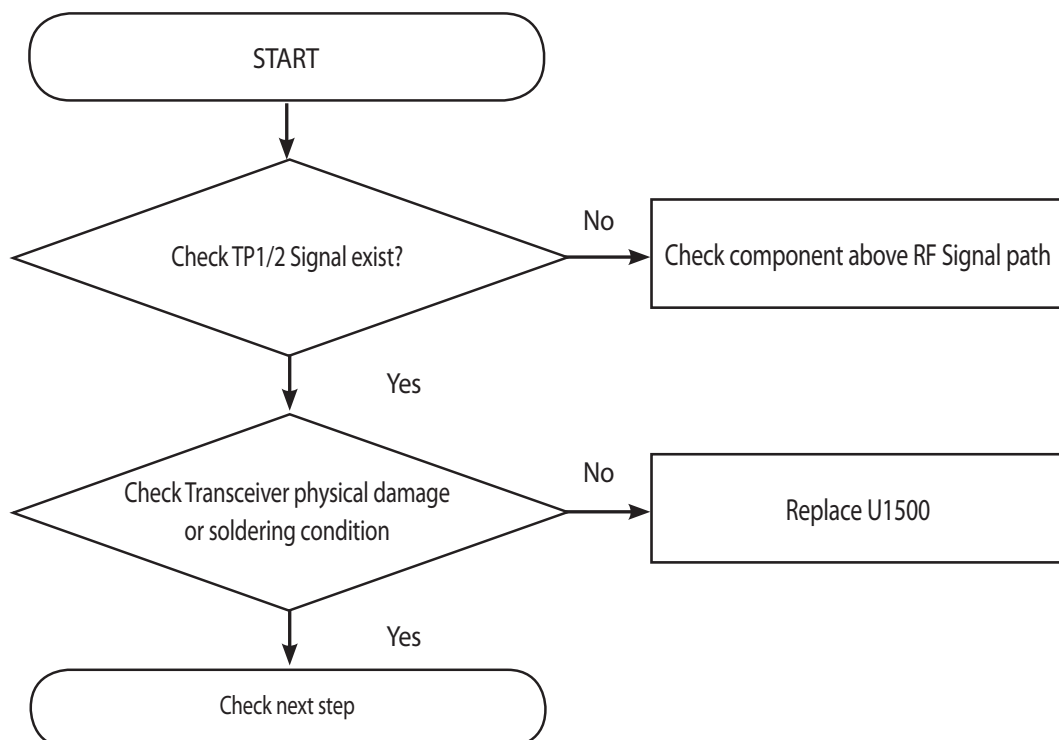 START
Check TP1/2 Signal exist?
No
Check component above RF Signal path
Yes
Check Transceiver physical damage
or soldering condition
No
Replace U1500
Yes
Check next step